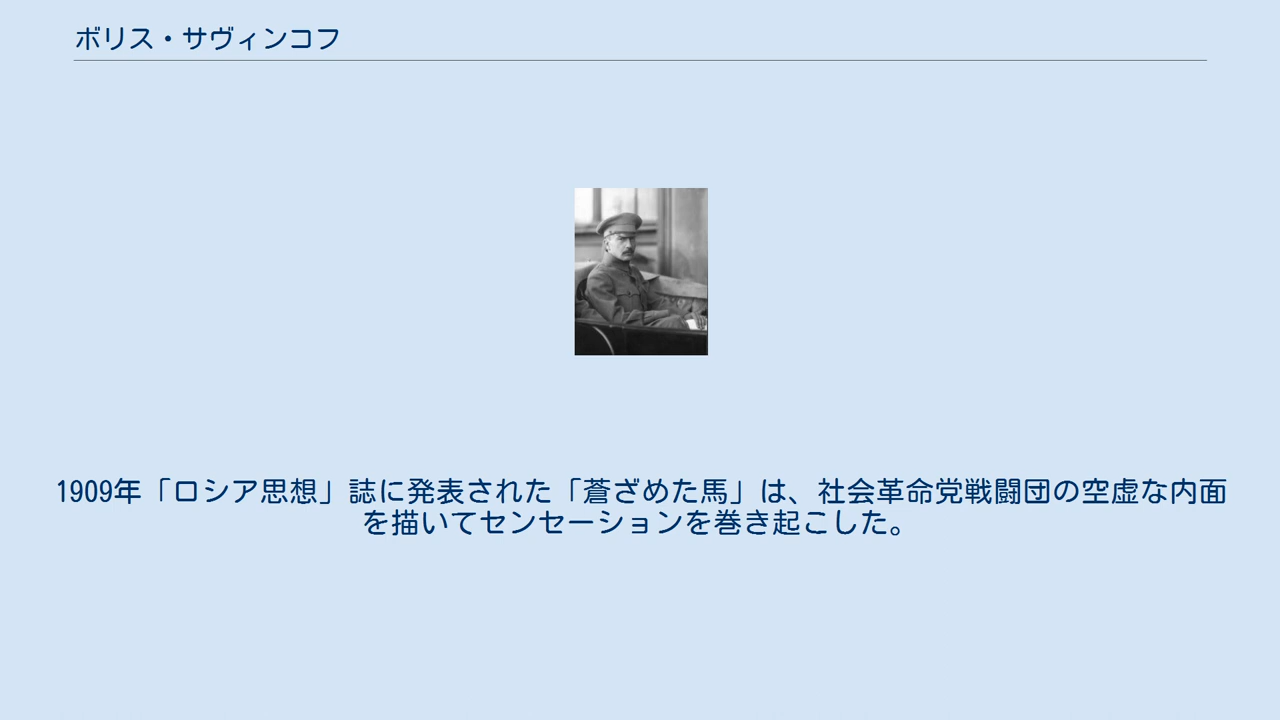 ボリス・サヴィンコフ
1909年「ロシア思想」誌に発表された「蒼ざめた馬」は、社会革命党戦闘団の空虚な内面
を描いてセンセーションを巻き起こした。